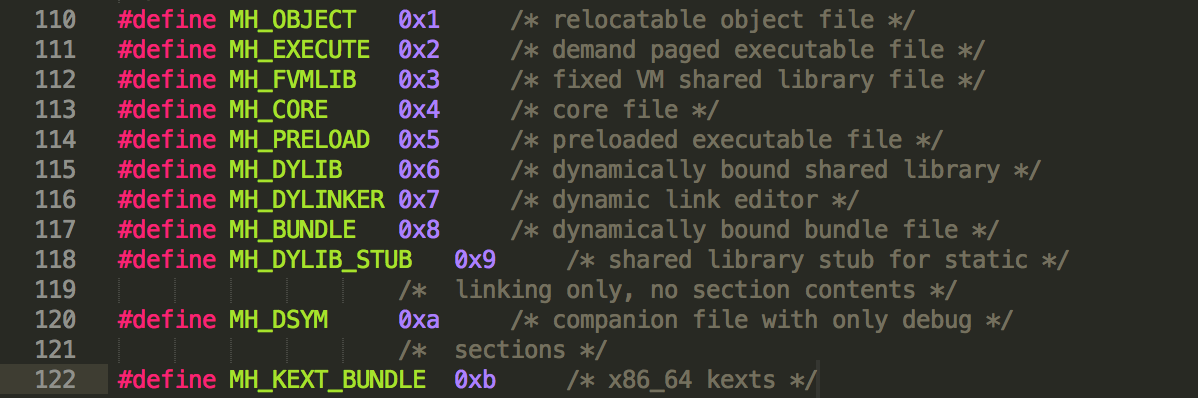 110 #define MH_OBJECT 0x1 /* relocatable object file */
111 #define MH_EXECUTE 0x2 /* demand paged executable file */
112 #define MH_FVMLIB 0x3 /* fixed VM shared library file */
113 #define MH_CORE 0x4 /* core file */
114 #define MH_PRELOAD 0x5 /* preloaded executable file */
115 #define MH_DYLIB 0x6 /* dynamically bound shared library */
116 #define MH_DYLINKER 0x7 /* dynamic link editor */
117 #define MH_BUNDLE 0x8 /* dynamically bound bundle file */
118 #define MH_DYLIB_STUB 0x9 /* shared library stub for static */
119 /* linking only, no section contents */
120 #define MH_DSYM 0xa /* companion file with only debug */
121 /* sections */
122 #define MH_KEXT_BUNDLE 0xb /* x86_64 kexts */